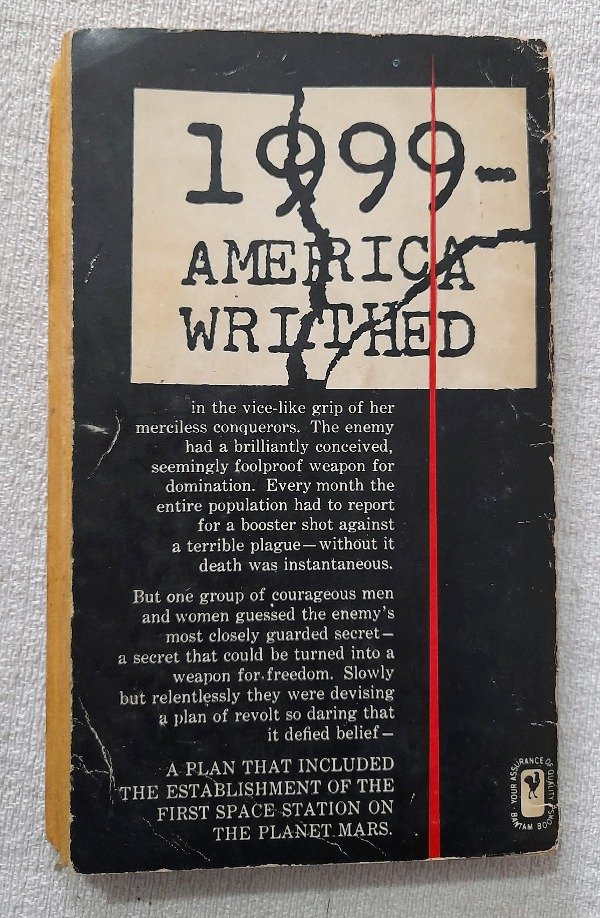 1999-
AMERICA
WRITHED
in the vice-like grip of her
merciless conquerors. The enemy
had a brilliantly conceived,
seemingly foolproof weapon for
domination. Every month the
entire population had to report
for a booster shot against
a terrible plague—without it
death was instantaneous.
But one group of courageous men
and women guessed the enemy's
most closely guarded secret—
a secret that could be turned into a
weapon for freedom. Slowly
but relentlessly they were devising
a plan of revolt so daring that
it defied belief—
A PLAN THAT INCLUDED
THE ESTABLISHMENT OF THE
FIRST SPACE STATION ON
THE PLANET MARS.
YOUR ASSURANCE OF QUALITY
BANTAM BOOKS